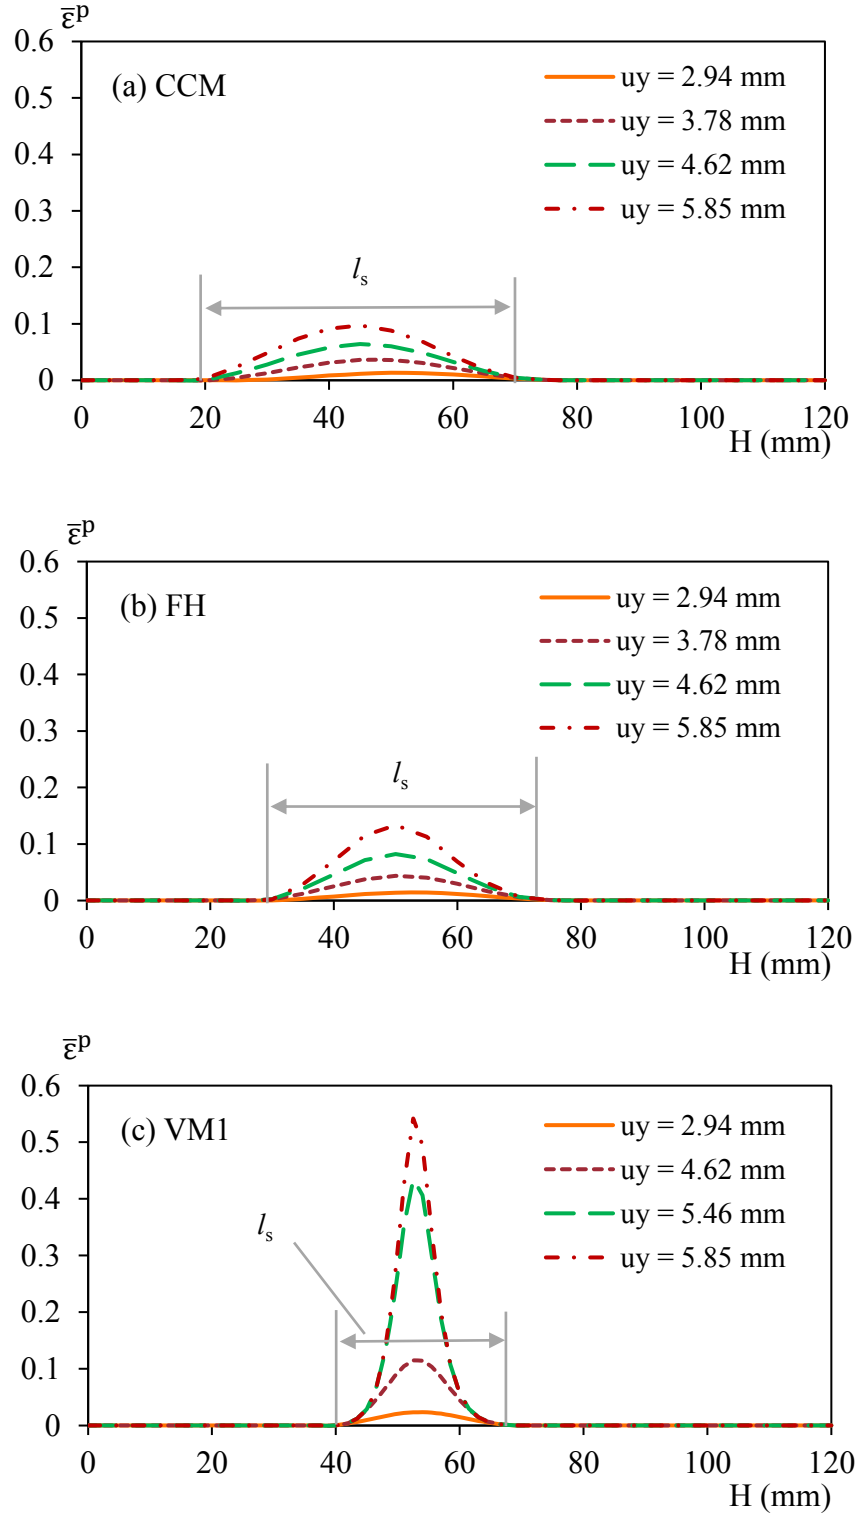 ε̅ᵖ
0.6
(a) CCM
uy = 2.94 mm
0.5
uy = 3.78 mm
0.4
uy = 4.62 mm
0.3
uy = 5.85 mm
0.2
lₛ
0.1
0
0 20 40 60 80 100 120
H (mm)
ε̅ᵖ
0.6
(b) FH
uy = 2.94 mm
0.5
uy = 3.78 mm
0.4
uy = 4.62 mm
0.3
uy = 5.85 mm
0.2
lₛ
0.1
0
0 20 40 60 80 100 120
H (mm)
ε̅ᵖ
0.6
(c) VM1
uy = 2.94 mm
0.5
uy = 4.62 mm
0.4
uy = 5.46 mm
lₛ
0.3
uy = 5.85 mm
0.2
0.1
0
0 20 40 60 80 100 120
H (mm)